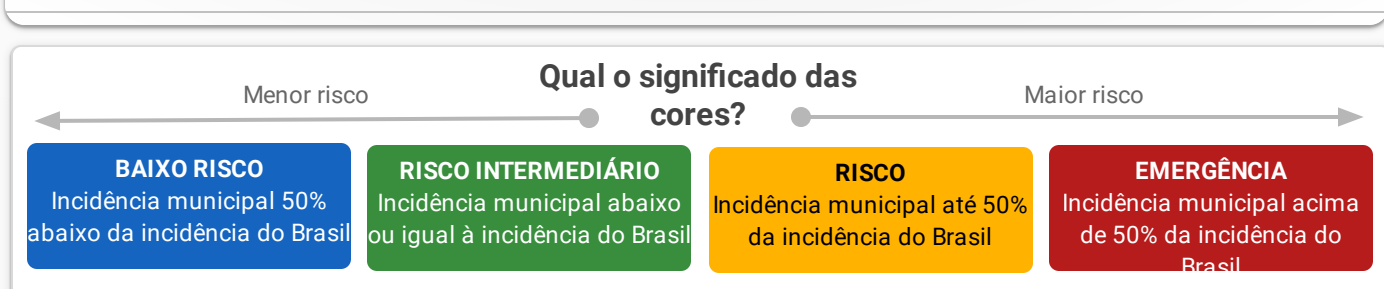 Qual o significado das
cores?
Menor risco
Maior risco
BAIXO RISCO
Incidência municipal 50%
abaixo da incidência do Brasil
RISCO INTERMEDIÁRIO
Incidência municipal abaixo
ou igual à incidência do Brasil
RISCO
Incidência municipal até 50%
da incidência do Brasil
EMERGÊNCIA
Incidência municipal acima
de 50% da incidência do
Brasil